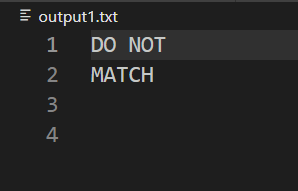 output1.txt
1 DO NOT
2 MATCH
3
4